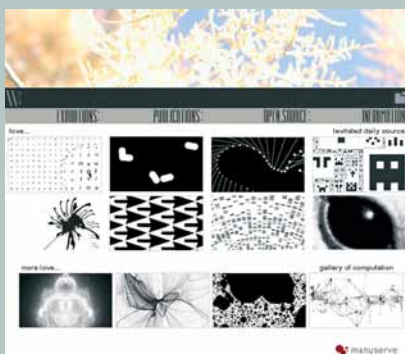 EXHIBITIONS: PUBLICATIONS: OPEN SOURCE: INFORMATION
love... levitated daily source
more love... gallery of computation
manuserve